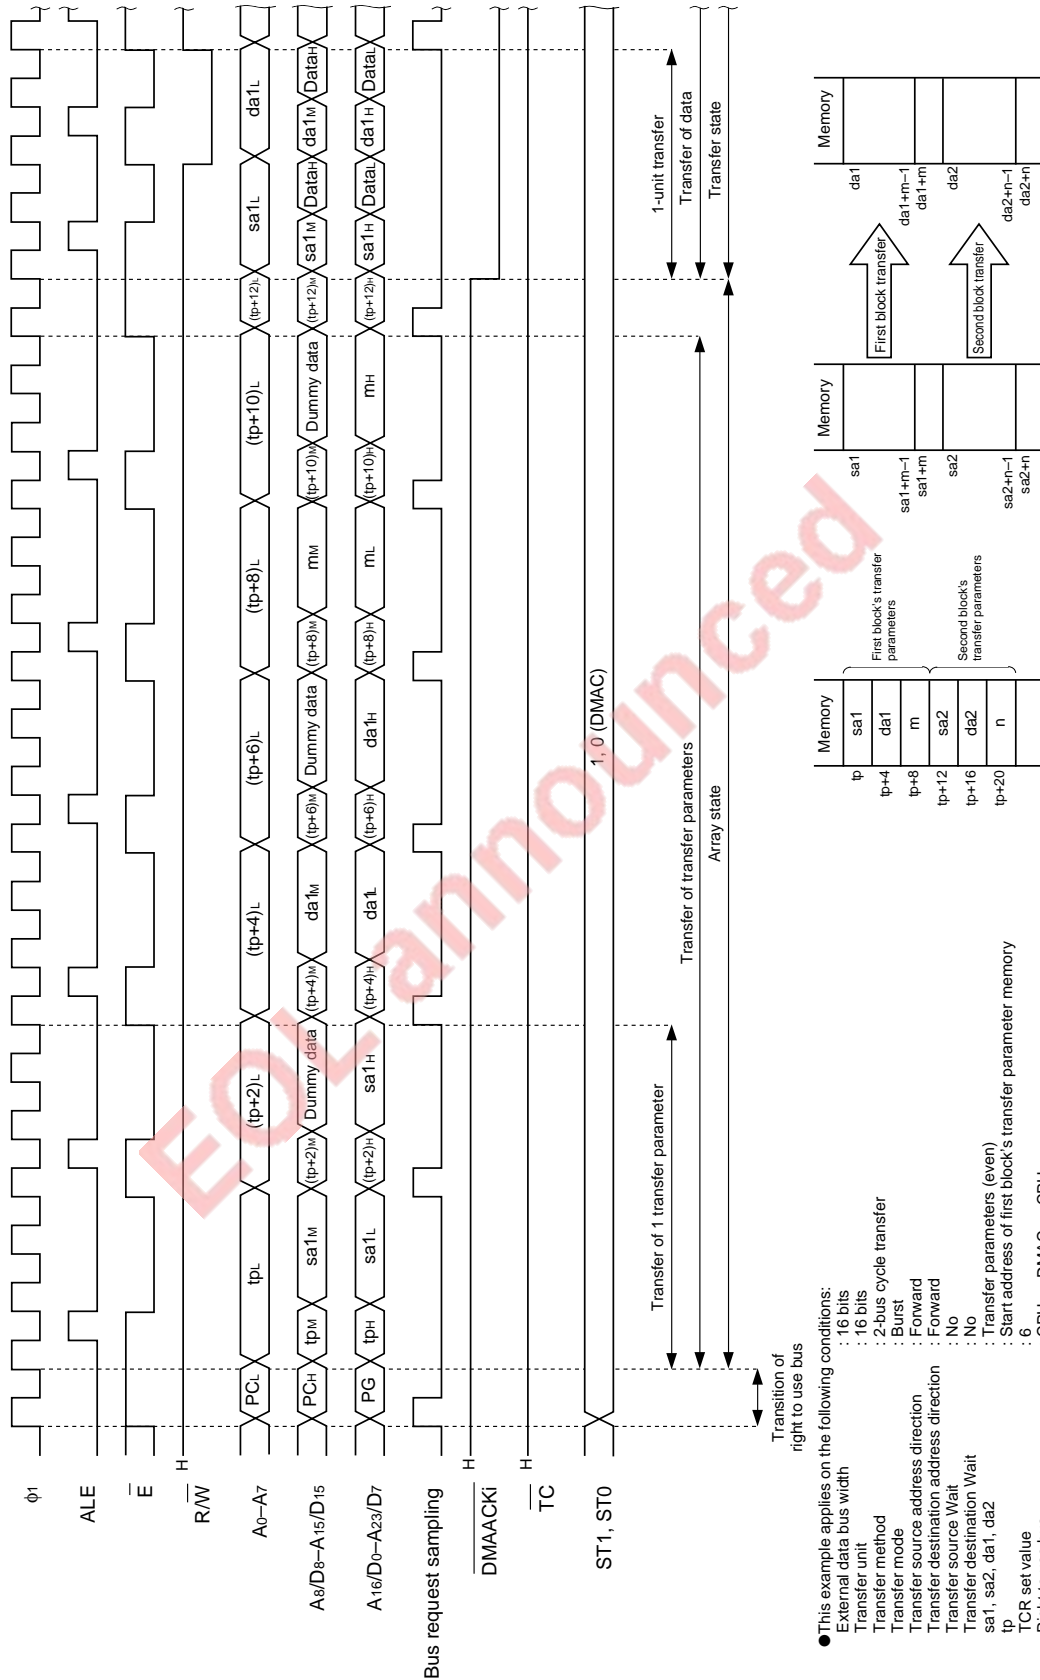 ϕ1
ALE
E
R/W
H
A0–A7
PCL
tpL
(tp+2)L
(tp+4)L
(tp+6)L
(tp+8)L
(tp+10)L
(tp+12)L
sa1L
da1L
A8/D8–A15/D15
PCH
tpM
sa1M
(tp+2)M
Dummy data
(tp+4)M
da1M
(tp+6)M
Dummy data
(tp+8)M
mM
(tp+10)M
Dummy data
(tp+12)M
sa1M
DataH
da1M
DataH
A16/D0–A23/D7
PG
tpH
sa1L
(tp+2)H
sa1H
(tp+4)H
da1L
(tp+6)H
da1H
(tp+8)H
mL
(tp+10)H
mH
(tp+12)H
sa1H
DataL
da1H
DataL
Bus request sampling
DMAACKi
H
TC
H
ST1, ST0
1, 0 (DMAC)
Transition of
right to use bus
Transfer of 1 transfer parameter
Transfer of transfer parameters
Array state
1-unit transfer
Transfer of data
Transfer state
●This example applies on the following conditions:
External data bus width : 16 bits
Transfer unit : 16 bits
Transfer method : 2-bus cycle transfer
Transfer mode : Burst
Transfer source address direction : Forward
Transfer destination address direction : Forward
Transfer source Wait : No
Transfer destination Wait : No
sa1, sa2, da1, da2 : Transfer parameters (even)
tp : Start address of first block's transfer parameter memory
TCR set value : 6
Memory
tp
sa1
tp+4
da1
tp+8
m
tp+12
sa2
tp+16
da2
tp+20
n
First block's transfer
parameters
Second block's
transfer parameters
Memory
sa1
sa1+m–1
sa1+m
sa2
sa2+n–1
sa2+n
First block transfer
Second block transfer
Memory
da1
da1+m–1
da1+m
da2
da2+n–1
da2+n
EOL announced